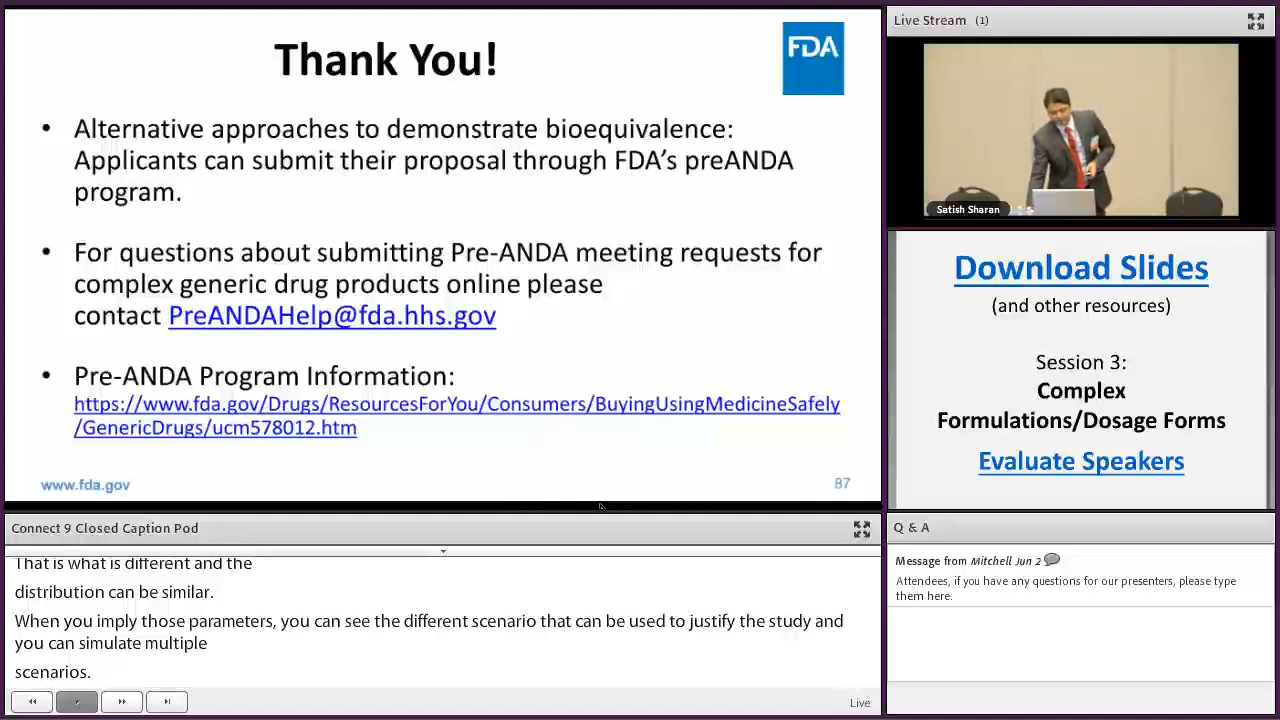 Thank You!
FDA
• Alternative approaches to demonstrate bioequivalence:
Applicants can submit their proposal through FDA's preANDA
program.
• For questions about submitting Pre-ANDA meeting requests for
complex generic drug products online please
contact PreANDAHelp@fda.hhs.gov
• Pre-ANDA Program Information:
https://www.fda.gov/Drugs/ResourcesForYou/Consumers/BuyingUsingMedicineSafely
/GenericDrugs/ucm578012.htm
www.fda.gov
87
Live Stream (1)
Satish Sharan
Download Slides
(and other resources)
Session 3:
Complex
Formulations/Dosage Forms
Evaluate Speakers
Connect 9 Closed Caption Pod
That is what is different and the
distribution can be similar.
When you imply those parameters, you can see the different scenario that can be used to justify the study and
you can simulate multiple
scenarios.
Live
Q & A
Message from Mitchell Jun 2
Attendees, if you have any questions for our presenters, please type
them here.